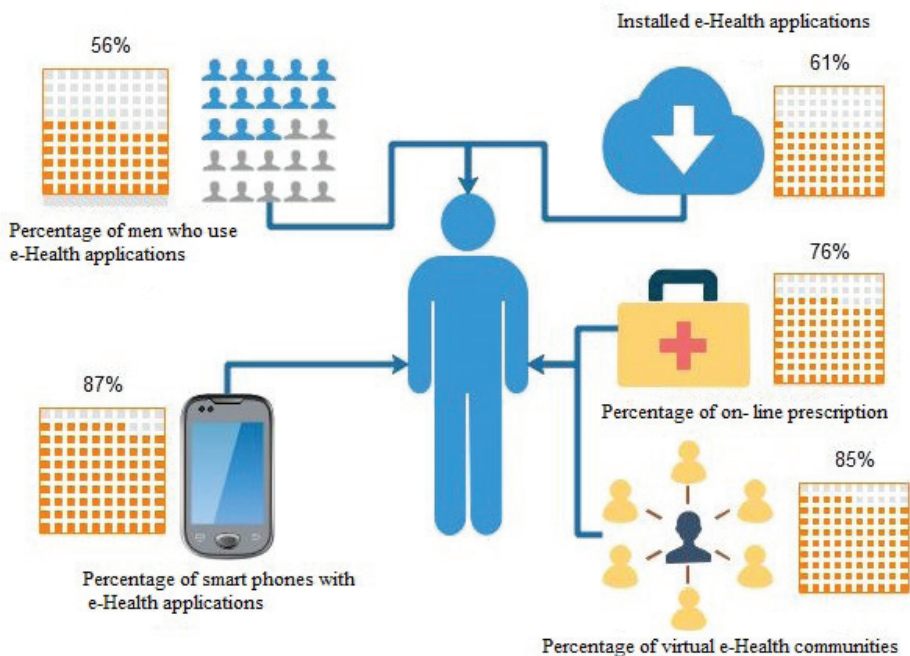 Installed e-Health applications
56%
61%
Percentage of men who use
e-Health applications
76%
87%
Percentage of on- line prescription
85%
Percentage of smart phones with
e-Health applications
Percentage of virtual e-Health communities